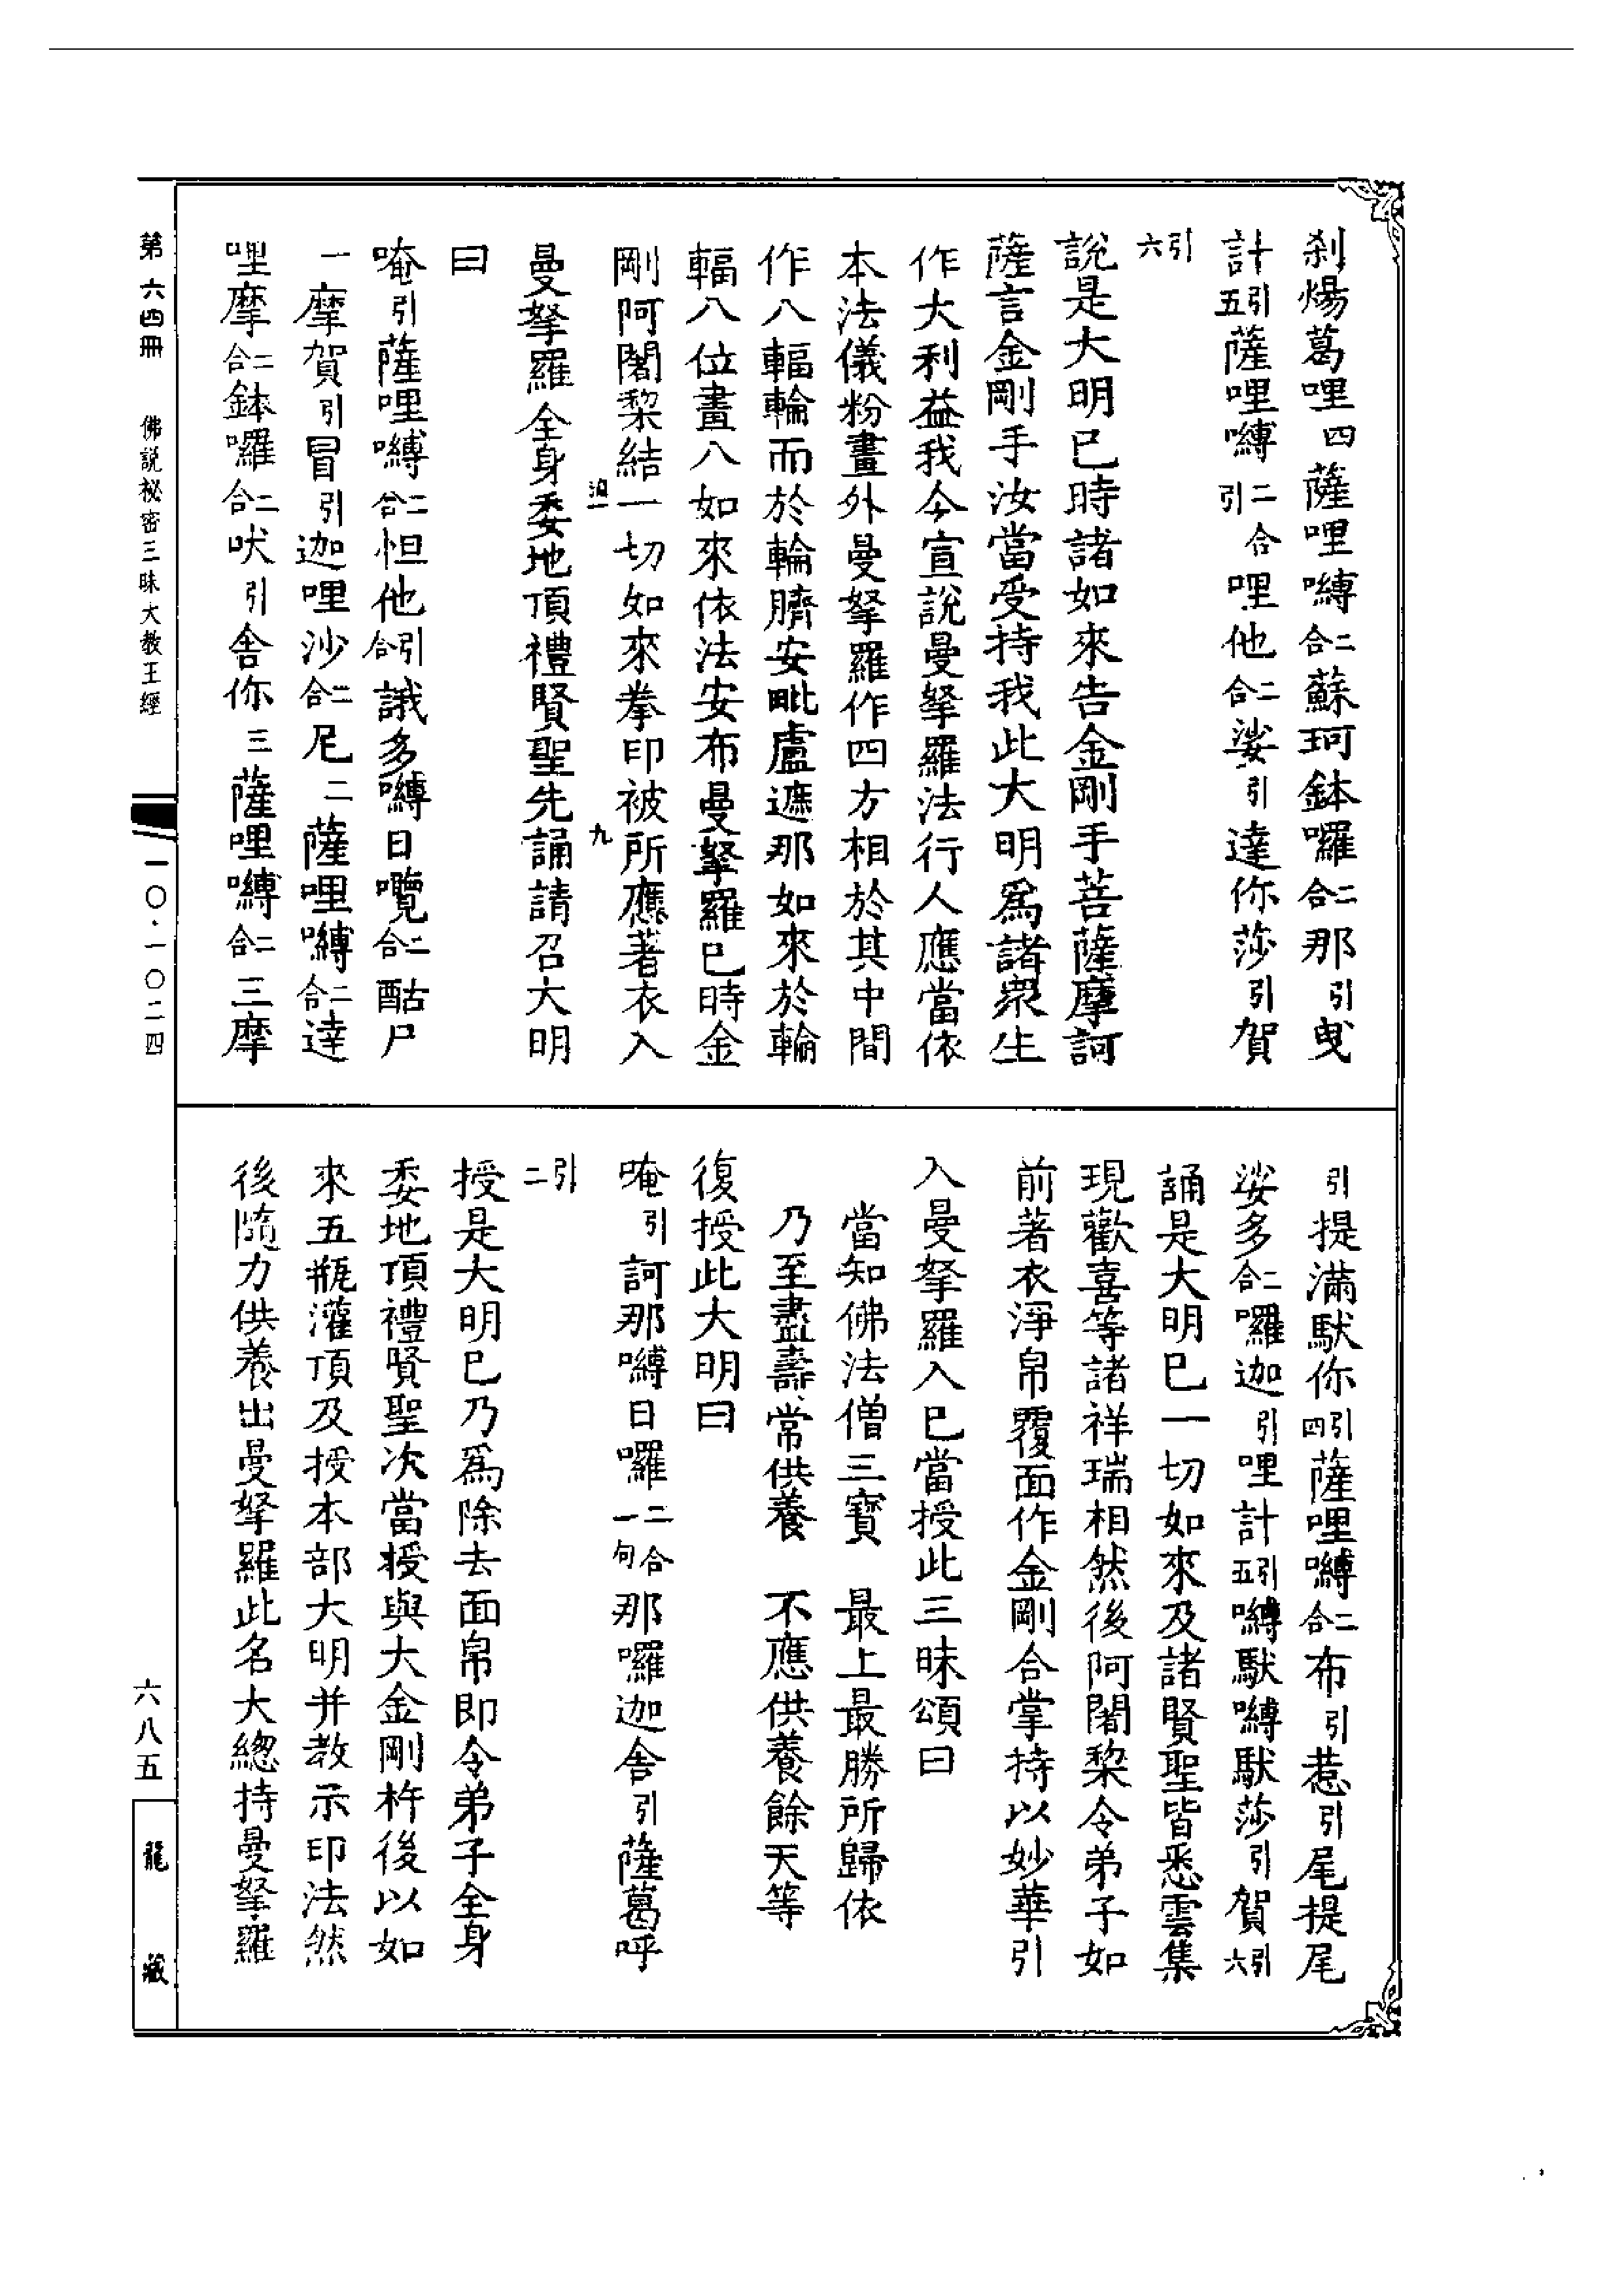 刹煬葛哩四薩哩嚩二合蘇珂鉢囉二合那引曵
計引五薩哩嚩二合引哩他二合娑引達你莎引賀
引六
說是大明已時諸如來告金剛手菩薩摩訶
薩言金剛手汝當受持我此大明爲諸衆生
作大利益我今宣說曼拏羅法行人應當依
本法儀粉畫外曼拏羅作四方相於其中間
作八輻輪而於輪臍安毗盧遮那如來於輪
輻八位畫八如來依法安布曼拏羅已時金
剛阿闍棃結一切如來拳印被所應著衣入
曼拏羅全身委地頂禮賢聖先誦請召大明
曰
唵引薩哩嚩二合怛他引合誐多嚩日囕二合酤尸
一摩賀引冒引迦哩沙二合尼二薩哩嚩二合達
哩摩二合鉢囉二合吠引舍你三薩哩嚩二合三摩
引提滿馱你引四薩哩嚩二合布引惹引尾提尾
娑多二合囉迦引哩計引五嚩馱嚩馱莎引賀引六
誦是大明已一切如來及諸賢聖皆悉雲集
現歡喜等諸祥瑞相然後阿闍棃令弟子如
前著衣淨帛覆面作金剛合掌持以妙華引
入曼拏羅入已當授此三昧頌曰
當知佛法僧三寶　最上最勝所歸依
乃至盡壽常供養　不應供養餘天等
復授此大明曰
唵引訶那嚩日囉二合一句那囉迦舍引薩葛呼
引二
授是大明已乃爲除去面帛即令弟子全身
委地頂禮賢聖次當授與大金剛杵後以如
來五瓶灌頂及授本部大明并教示印法然
後隨力供養出曼拏羅此名大總持曼拏羅
第六四冊　佛說祕密三昧大教王經　一〇·一〇二四
六八五
龍藏
九